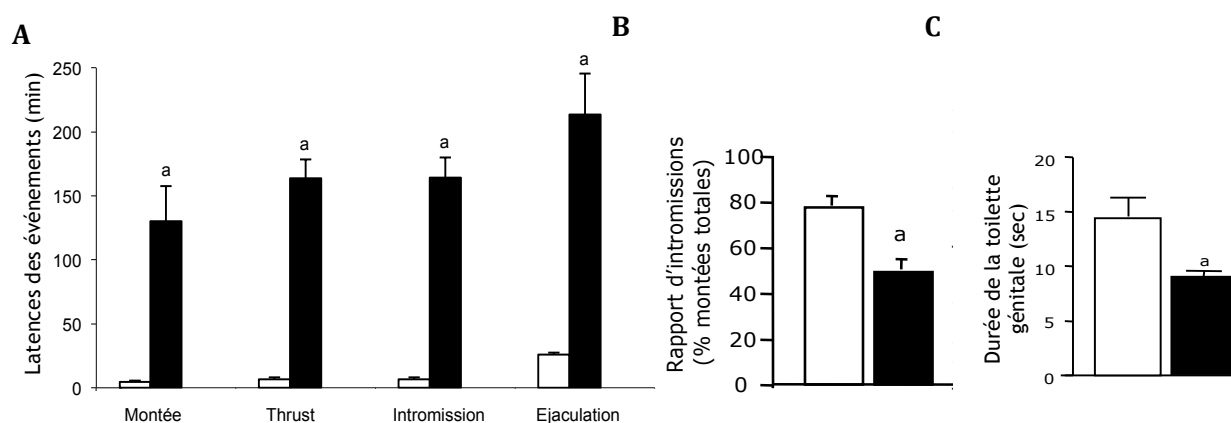 A
Latences des événements (min)
250
200
150
100
50
0
a
a
a
a
Montée
Thrust
Intromission
Ejaculation
B
Rapport d'intromissions
(% montées totales)
100
80
60
40
20
0
a
C
Durée de la toilette
génitale (sec)
20
15
10
5
0
a